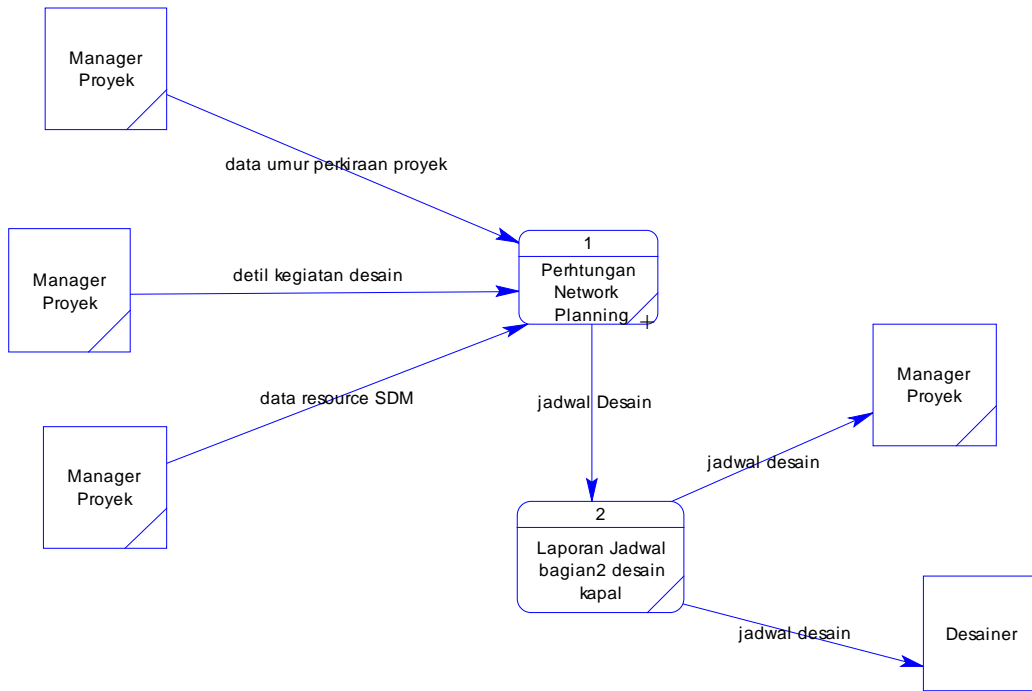 Manager
Proyek
data umur perkiraan proyek
Manager
Proyek
detil kegiatan desain
1
Perhtungan
Network
Planning
Manager
Proyek
data resource SDM
jadwal Desain
Manager
Proyek
jadwal desain
2
Laporan Jadwal
bagian2 desain
kapal
jadwal desain
Desainer